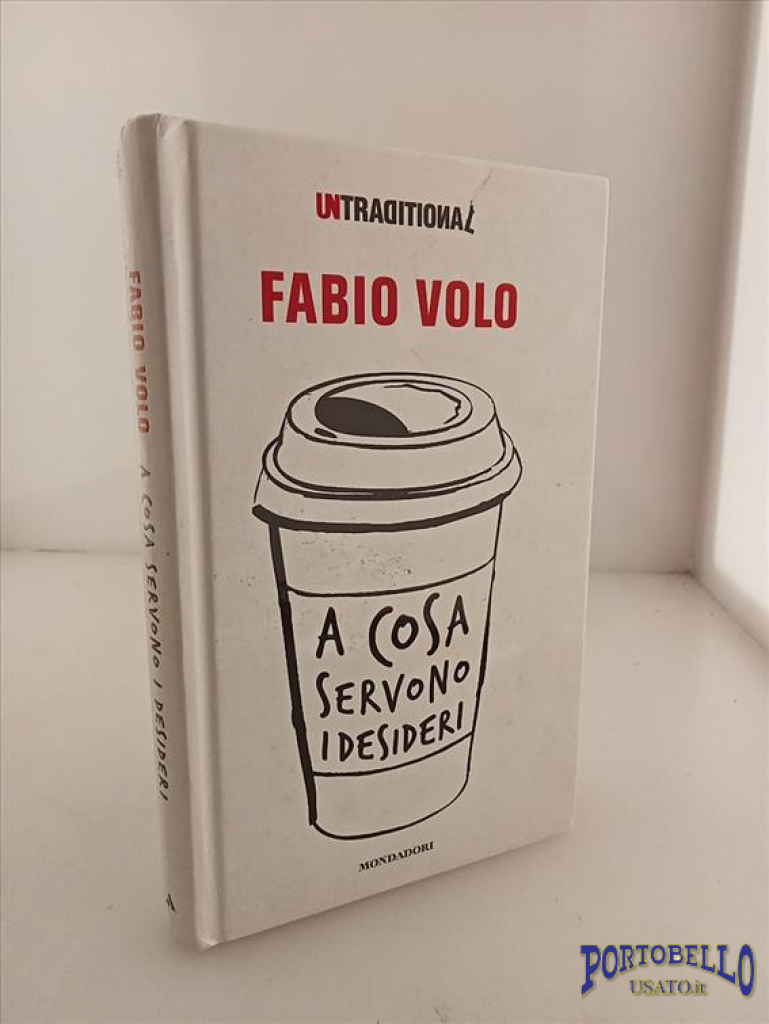 UNTRADITIONAL
FABIO VOLO
A COSA
SERVONO
I DESIDERI
MONDADORI
FABIO VOLO A COSA SERVONO I DESIDERI
PORTOBELLO
USATO.it